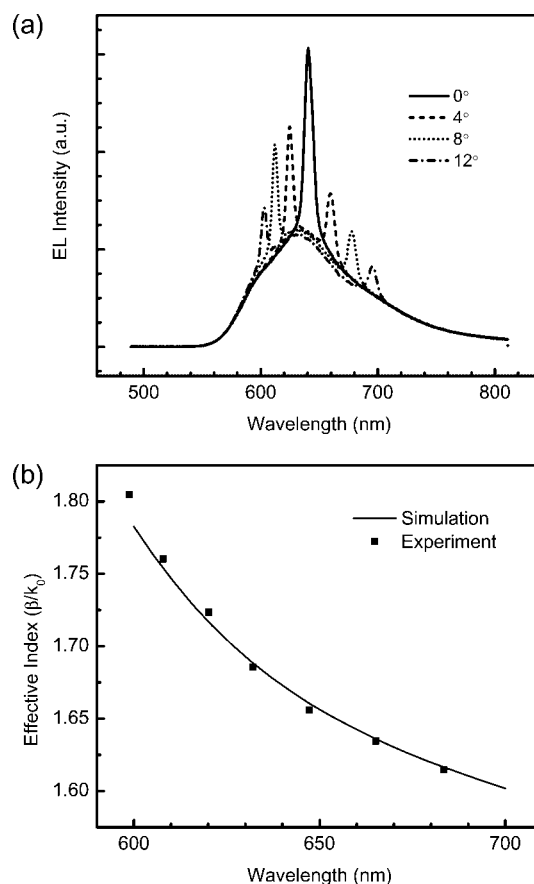 (a)
EL Intensity (a.u.)
0°
4°
8°
12°
500 600 700 800
Wavelength (nm)
(b)
Effective Index (β/k₀)
1.80
1.75
1.70
1.65
1.60
Simulation
Experiment
600 650 700
Wavelength (nm)